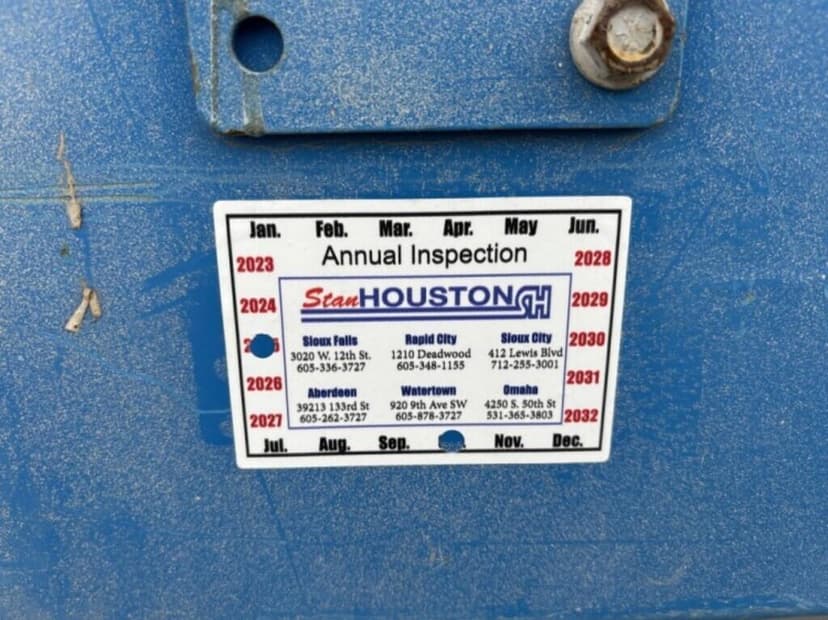 Jan. Feb. Mar. Apr. May Jun.
Annual Inspection
2023 2028
2024 2029
2030
2026 2031
2027 2032
Stan HOUSTON SH
Sioux Falls
3020 W. 12th St.
605-336-3727
Rapid City
1210 Deadwood
605-348-1155
Sioux City
412 Lewis Blvd
712-255-3001
Aberdeen
39213 133rd St
605-262-3727
Watertown
920 9th Ave SW
605-878-3727
Omaha
4250 S. 50th St
531-365-3803
Jul. Aug. Sep. Nov. Dec.